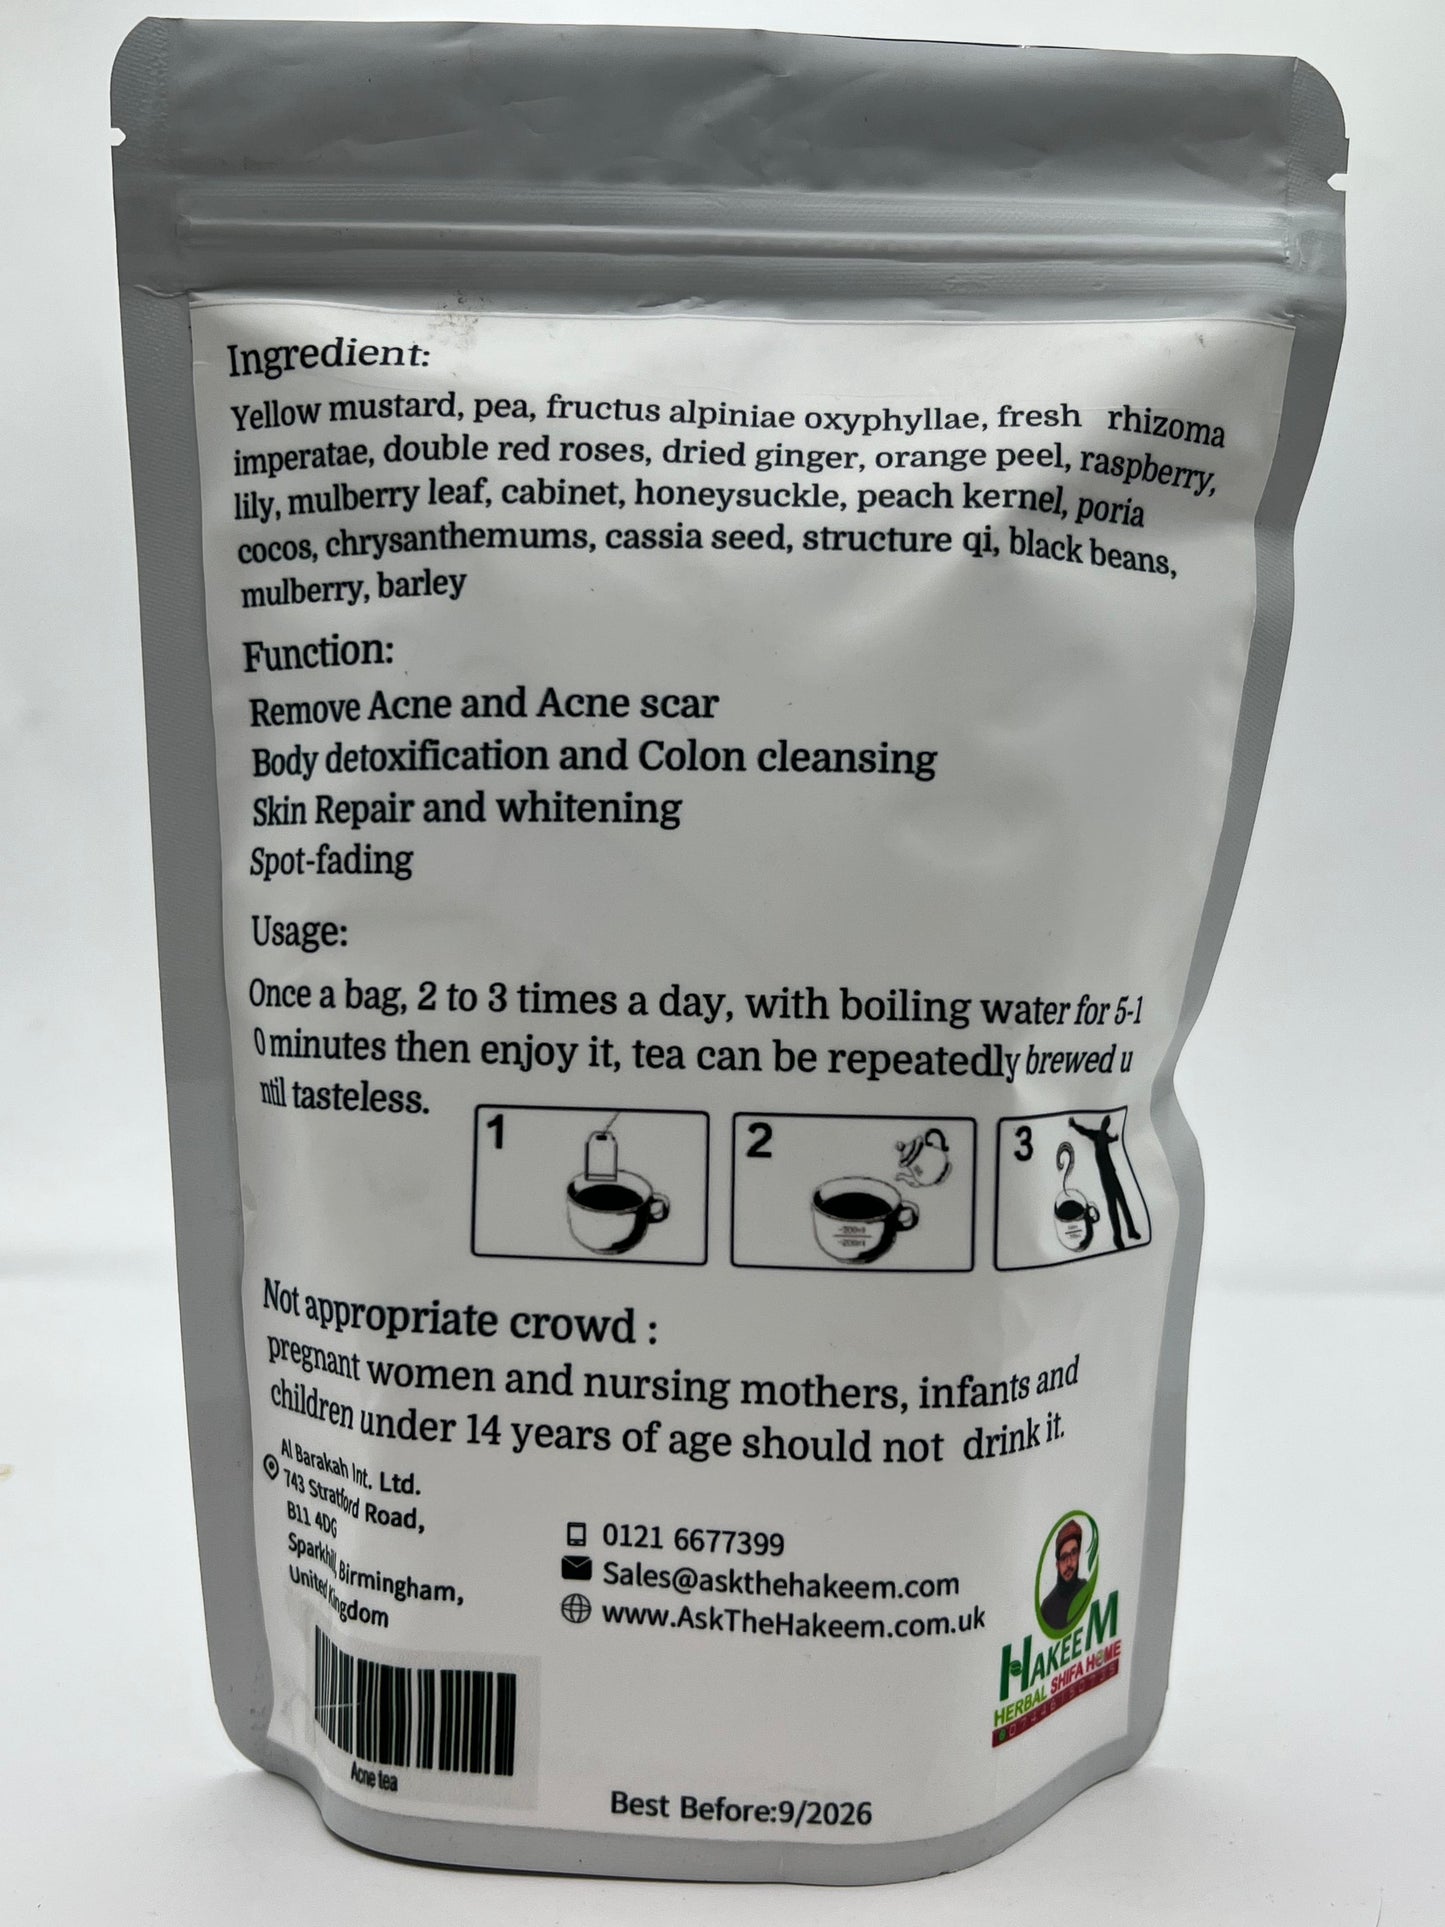 Ingredient:
Yellow mustard, pea, fructus alpiniae oxyphyllae, fresh rhizoma
imperatae, double red roses, dried ginger, orange peel, raspberry,
lily, mulberry leaf, cabinet, honeysuckle, peach kernel, poria
cocos, chrysanthemums, cassia seed, structure qi, black beans,
mulberry, barley
Function:
Remove Acne and Acne scar
Body detoxification and Colon cleansing
Skin Repair and whitening
Spot-fading
Usage:
Once a bag, 2 to 3 times a day, with boiling water for 5-1
0 minutes then enjoy it, tea can be repeatedly brewed u
ntil tasteless.
1
2
3
Not appropriate crowd :
pregnant women and nursing mothers, infants and
children under 14 years of age should not drink it.
Al Barakah Int. Ltd.
743 Stratford Road,
B11 4DG
Sparkhill, Birmingham,
United Kingdom
0121 6677399
Sales@askthehakeem.com
www.AskTheHakeem.com.uk
HAKEEM
HERBAL SHIFA HOME
Acne tea
Best Before:9/2026